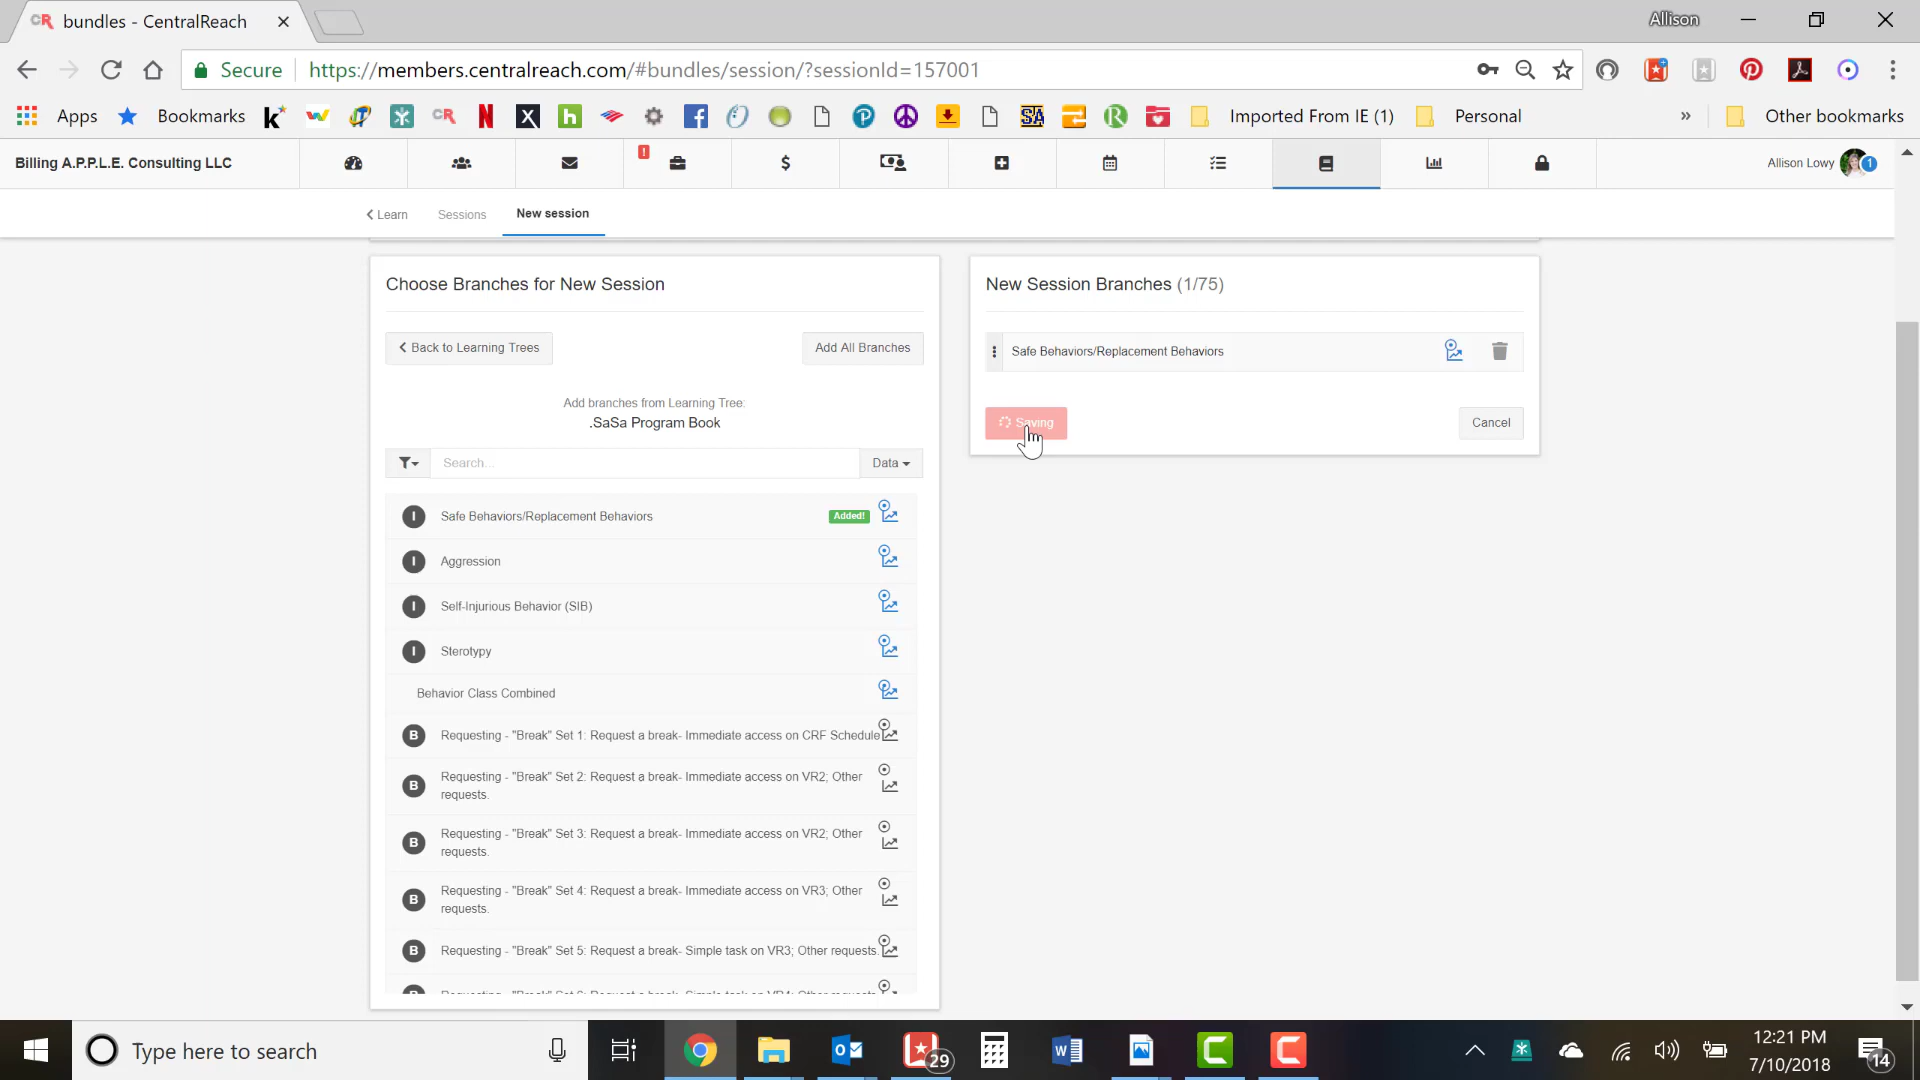 CR bundles - CentralReach
Allison
Secure https://members.centralreach.com/#bundles/session/?sessionId=157001
Apps Bookmarks Imported From IE (1) Personal » Other bookmarks
Billing A.P.P.L.E. Consulting LLC
Allison Lowy 1
Learn Sessions New session
Choose Branches for New Session
Back to Learning Trees Add All Branches
Add branches from Learning Tree:
.SaSa Program Book
Search... Data
I Safe Behaviors/Replacement Behaviors Added!
I Aggression
I Self-Injurious Behavior (SIB)
I Sterotypy
Behavior Class Combined
B Requesting - "Break" Set 1: Request a break- Immediate access on CRF Schedule
B Requesting - "Break" Set 2: Request a break- Immediate access on VR2; Other
requests.
B Requesting - "Break" Set 3: Request a break- Immediate access on VR2; Other
requests.
B Requesting - "Break" Set 4: Request a break- Immediate access on VR3; Other
requests.
B Requesting - "Break" Set 5: Request a break- Simple task on VR3; Other requests.
New Session Branches (1/75)
Safe Behaviors/Replacement Behaviors
Saving Cancel
Type here to search
29
12:21 PM
7/10/2018
14